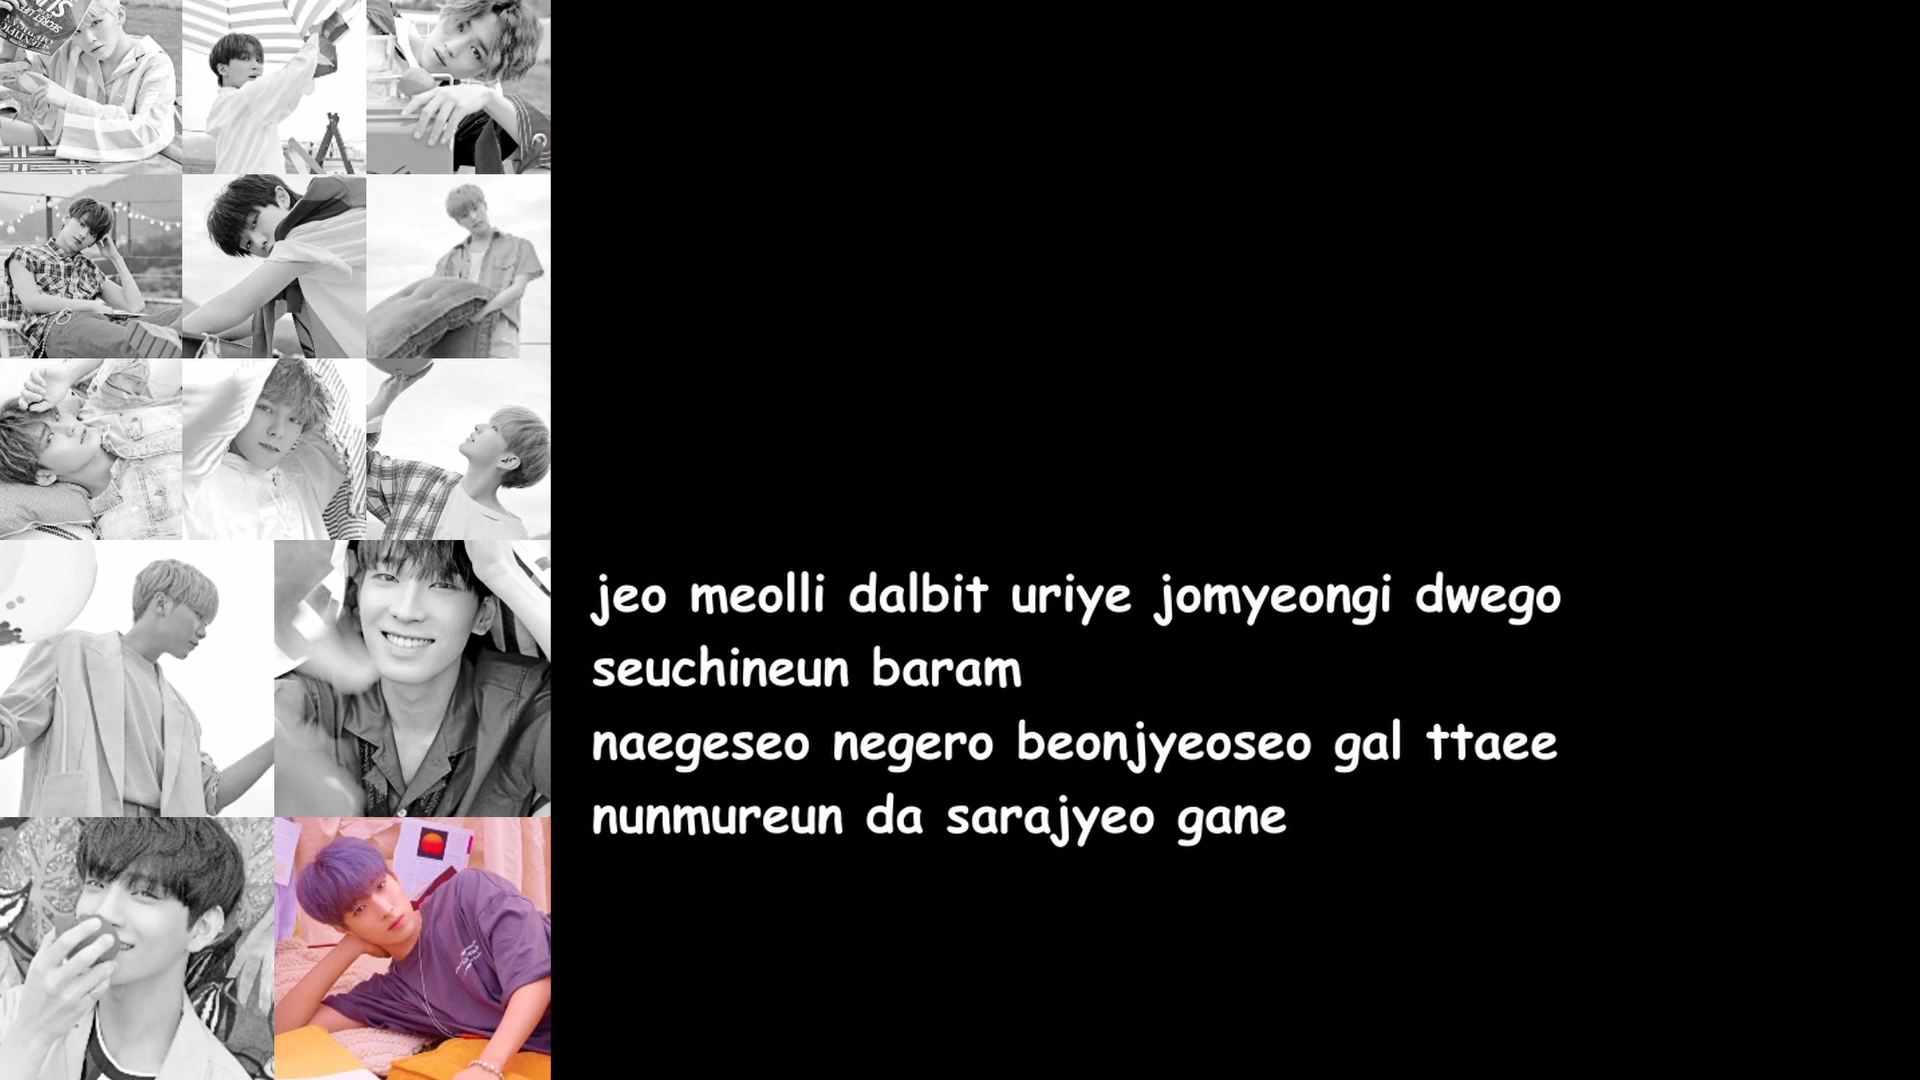 jeo meolli dalbit uriye jomyeongi dwego
seuchineun baram
naegeseo negero beonjyeoseo gal ttaee
nunmureun da sarajyeo gane